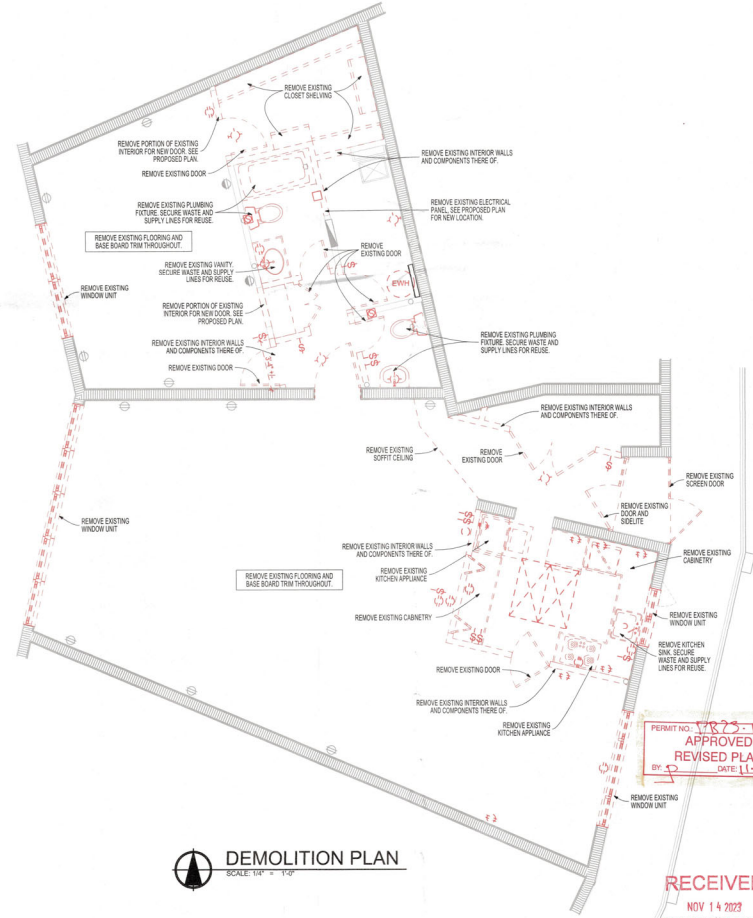 REMOVE EXISTING
CLOSET SHELVING
REMOVE PORTION OF EXISTING
INTERIOR FOR NEW DOOR. SEE
PROPOSED PLAN.
REMOVE EXISTING DOOR
REMOVE EXISTING INTERIOR WALLS
AND COMPONENTS THERE OF.
REMOVE EXISTING PLUMBING
FIXTURE. SECURE WASTE AND
SUPPLY LINES FOR REUSE.
REMOVE EXISTING ELECTRICAL
PANEL, SEE PROPOSED PLAN
FOR NEW LOCATION.
REMOVE EXISTING FLOORING AND
BASE BOARD TRIM THROUGHOUT.
REMOVE
EXISTING DOOR
REMOVE EXISTING VANITY.
SECURE WASTE AND SUPPLY
LINES FOR REUSE.
EWH
REMOVE EXISTING
WINDOW UNIT
REMOVE PORTION OF EXISTING
INTERIOR FOR NEW DOOR. SEE
PROPOSED PLAN.
REMOVE EXISTING INTERIOR WALLS
AND COMPONENTS THERE OF.
REMOVE EXISTING PLUMBING
FIXTURE. SECURE WASTE AND
SUPPLY LINES FOR REUSE.
REMOVE EXISTING DOOR
REMOVE EXISTING INTERIOR WALLS
AND COMPONENTS THERE OF.
REMOVE EXISTING
SOFFIT CEILING
REMOVE
EXISTING DOOR
REMOVE EXISTING
SCREEN DOOR
REMOVE EXISTING
DOOR AND
SIDELITE
REMOVE EXISTING
WINDOW UNIT
REMOVE EXISTING INTERIOR WALLS
AND COMPONENTS THERE OF.
REMOVE EXISTING
CABINETRY
REMOVE EXISTING
KITCHEN APPLIANCE
REMOVE EXISTING FLOORING AND
BASE BOARD TRIM THROUGHOUT.
REMOVE EXISTING CABINETRY
REMOVE EXISTING
WINDOW UNIT
REMOVE KITCHEN
SINK. SECURE
WASTE AND SUPPLY
LINES FOR REUSE.
REMOVE EXISTING DOOR
REMOVE EXISTING INTERIOR WALLS
AND COMPONENTS THERE OF.
REMOVE EXISTING
KITCHEN APPLIANCE
PERMIT NO.:
APPROVED
REVISED PLA
BY: DATE: 11-
REMOVE EXISTING
WINDOW UNIT
DEMOLITION PLAN
SCALE: 1/4" = 1'-0"
RECEIVE
NOV 14 2023